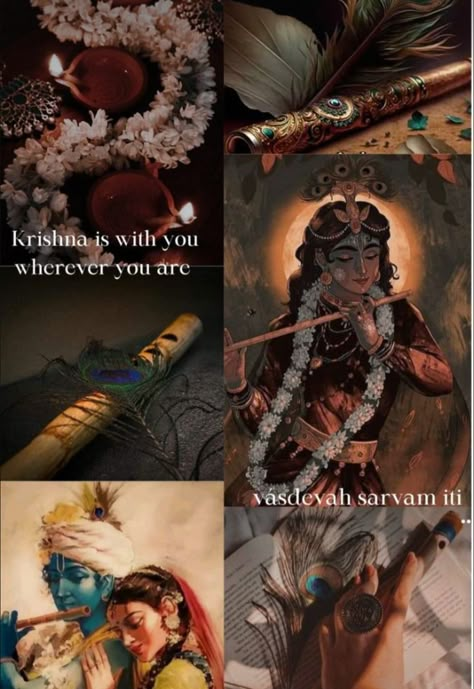 Krishna is with you
wherever you are
vasdevah sarvam iti
..